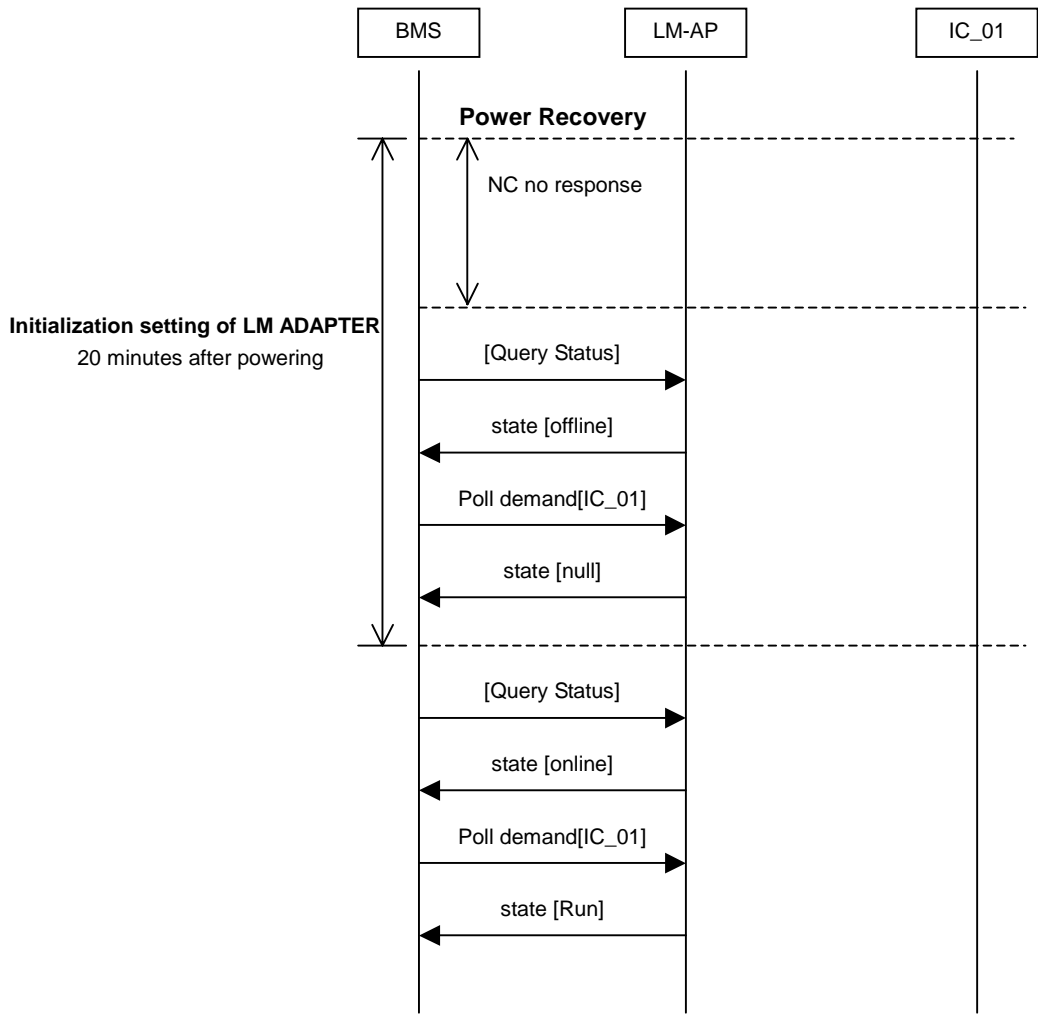 BMS
LM-AP
IC_01
Power Recovery
NC no response
Initialization setting of LM ADAPTER
20 minutes after powering
[Query Status]
state [offline]
Poll demand[IC_01]
state [null]
[Query Status]
state [online]
Poll demand[IC_01]
state [Run]